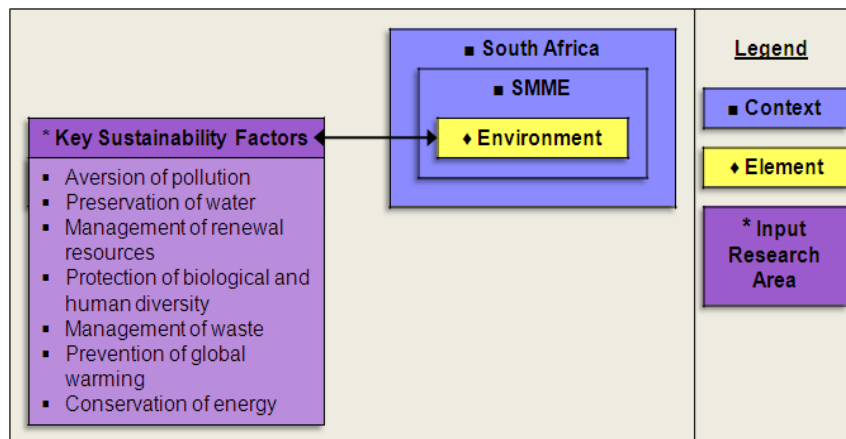 ■ South Africa
■ SMME
♦ Environment
* Key Sustainability Factors
▪ Aversion of pollution
▪ Preservation of water
▪ Management of renewal
resources
▪ Protection of biological and
human diversity
▪ Management of waste
▪ Prevention of global
warming
▪ Conservation of energy
Legend
■ Context
♦ Element
* Input
Research
Area